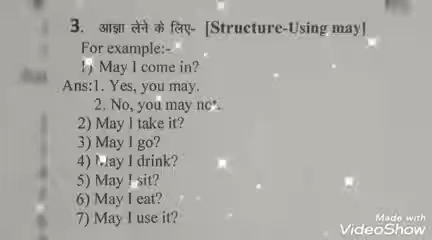 3. आज्ञा लेने के लिए- [Structure-Using may]
For example:-
1) May I come in?
Ans:1. Yes, you may.
2. No, you may not.
2) May I take it?
3) May I go?
4) May I drink?
5) May I sit?
6) May I eat?
7) May I use it?
Made with
VideoShow